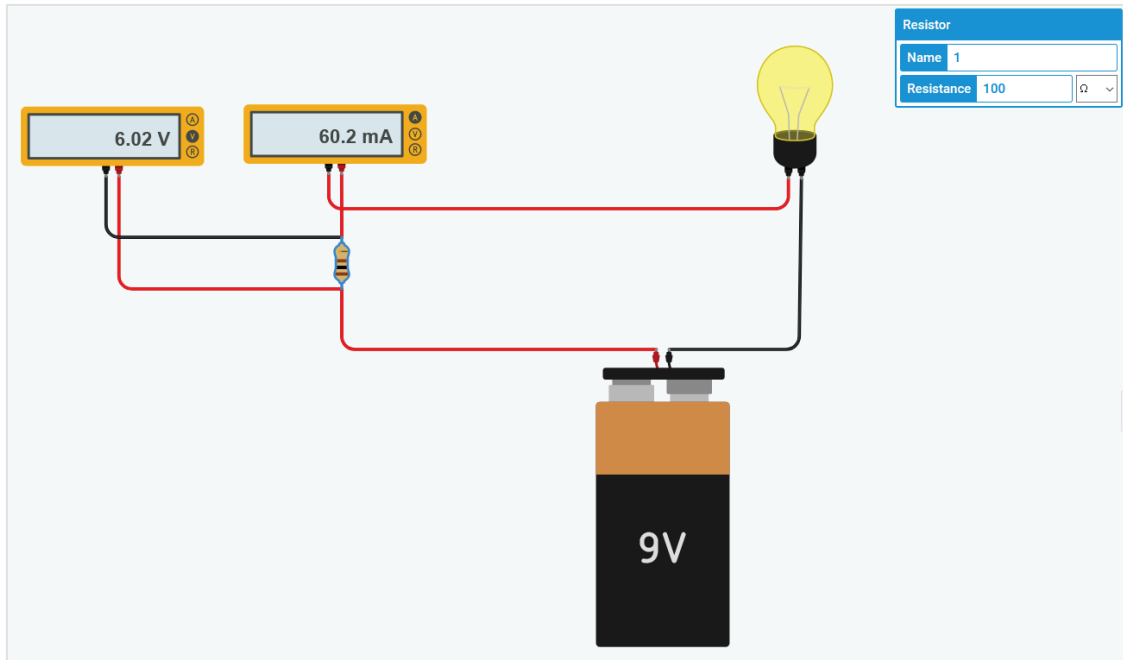 Resistor
Name 1
Resistance 100 Ω
6.02 V
A
V
R
60.2 mA
A
V
R
9V